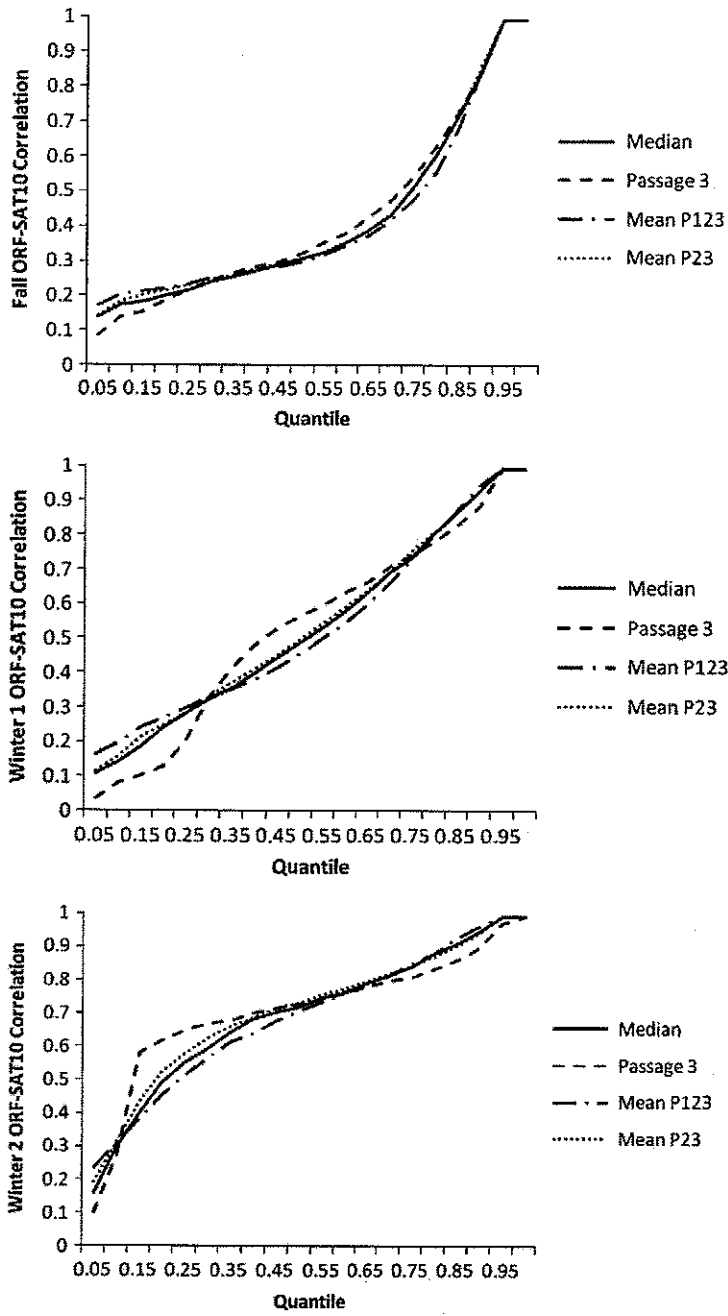 Fall ORF-SAT10 Correlation
1
0.9
0.8
0.7
0.6
0.5
0.4
0.3
0.2
0.1
0
0.05 0.15 0.25 0.35 0.45 0.55 0.65 0.75 0.85 0.95
Quantile
Median
Passage 3
Mean P123
Mean P23
Winter 1 ORF-SAT10 Correlation
1
0.9
0.8
0.7
0.6
0.5
0.4
0.3
0.2
0.1
0
0.05 0.15 0.25 0.35 0.45 0.55 0.65 0.75 0.85 0.95
Quantile
Median
Passage 3
Mean P123
Mean P23
Winter 2 ORF-SAT10 Correlation
1
0.9
0.8
0.7
0.6
0.5
0.4
0.3
0.2
0.1
0
0.05 0.15 0.25 0.35 0.45 0.55 0.65 0.75 0.85 0.95
Quantile
Median
Passage 3
Mean P123
Mean P23